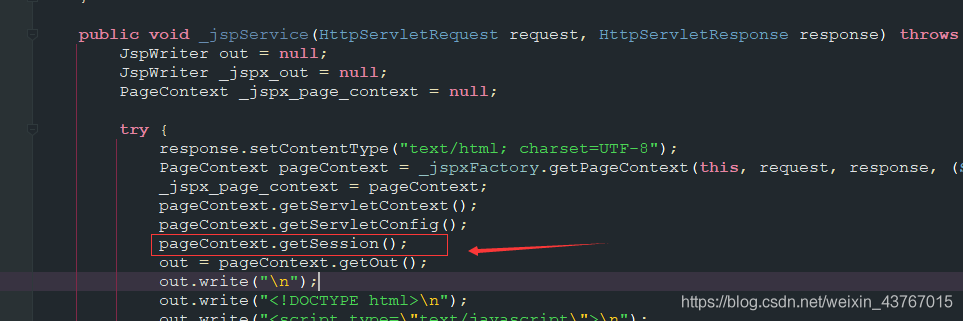 public void _jspService(HttpServletRequest request, HttpServletResponse response) throws
JspWriter out = null;
JspWriter _jspx_out = null;
PageContext _jspx_page_context = null;
try {
response.setContentType("text/html; charset=UTF-8");
PageContext pageContext = _jspxFactory.getPageContext(this, request, response, (
_jspx_page_context = pageContext;
pageContext.getServletContext();
pageContext.getServletConfig();
pageContext.getSession();
out = pageContext.getOut();
out.write("\n");
out.write("<!DOCTYPE html>\n");
out.write("<script type=\"text/javascript\">\n");
https://blog.csdn.net/weixin_43767015